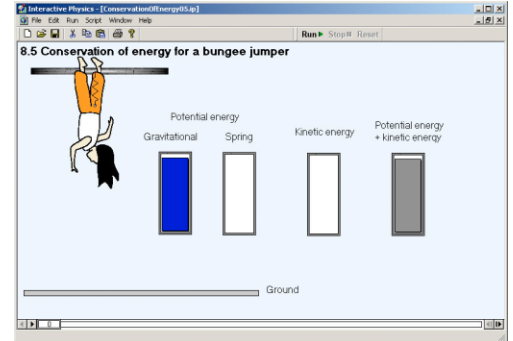 Interactive Physics - [ConservationOfEnergy05.ip]
File Edit Run Script Window Help
Run Stop Reset
8.5 Conservation of energy for a bungee jumper
Potential energy
Gravitational Spring Kinetic energy Potential energy
+ kinetic energy
Ground
0